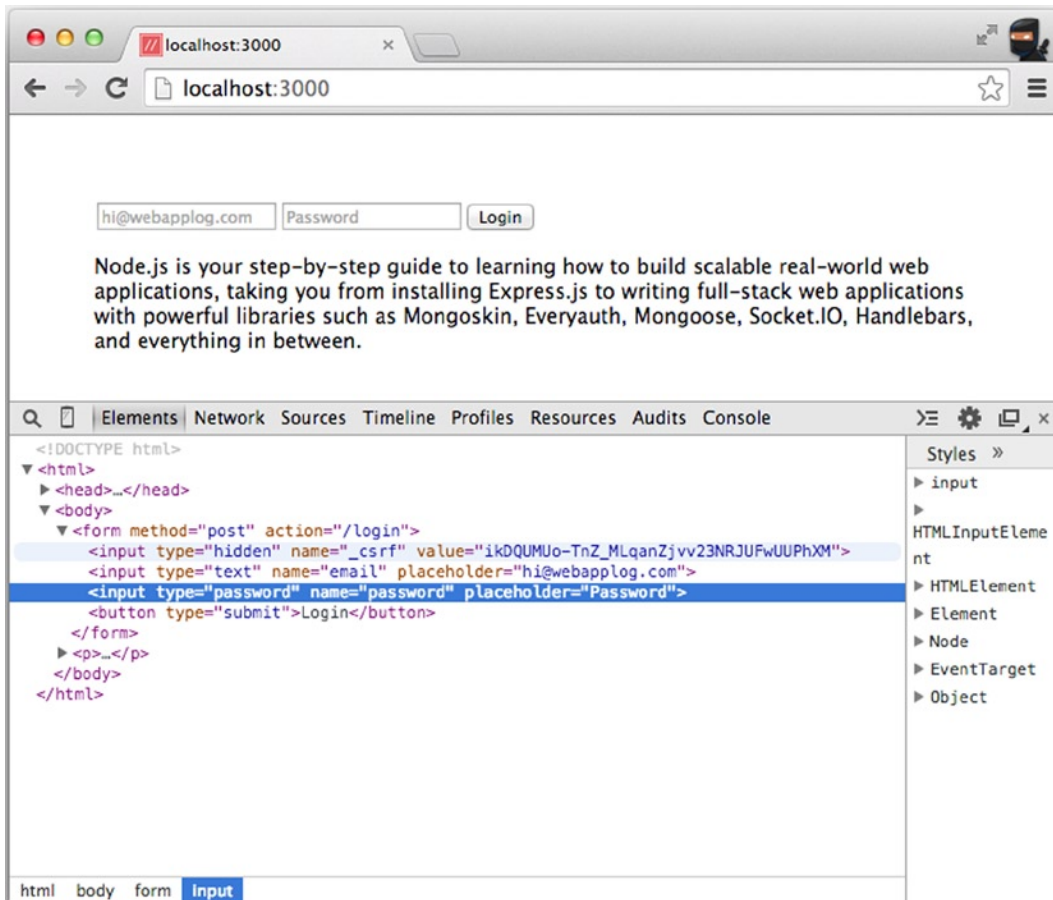 localhost:3000
localhost:3000
hi@webapplog.com Password Login
Node.js is your step-by-step guide to learning how to build scalable real-world web
applications, taking you from installing Express.js to writing full-stack web applications
with powerful libraries such as Mongoskin, Everyauth, Mongoose, Socket.IO, Handlebars,
and everything in between.
Elements Network Sources Timeline Profiles Resources Audits Console
<!DOCTYPE html>
<html>
<head>…</head>
<body>
<form method="post" action="/login">
<input type="hidden" name="_csrf" value="ikDQUMUo-TnZ_MLqanZjvv23NRJUFwUUPhXM">
<input type="text" name="email" placeholder="hi@webapplog.com">
<input type="password" name="password" placeholder="Password">
<button type="submit">Login</button>
</form>
<p>…</p>
</body>
</html>
html body form input
Styles »
input
HTMLInputEleme
nt
HTMLElement
Element
Node
EventTarget
Object